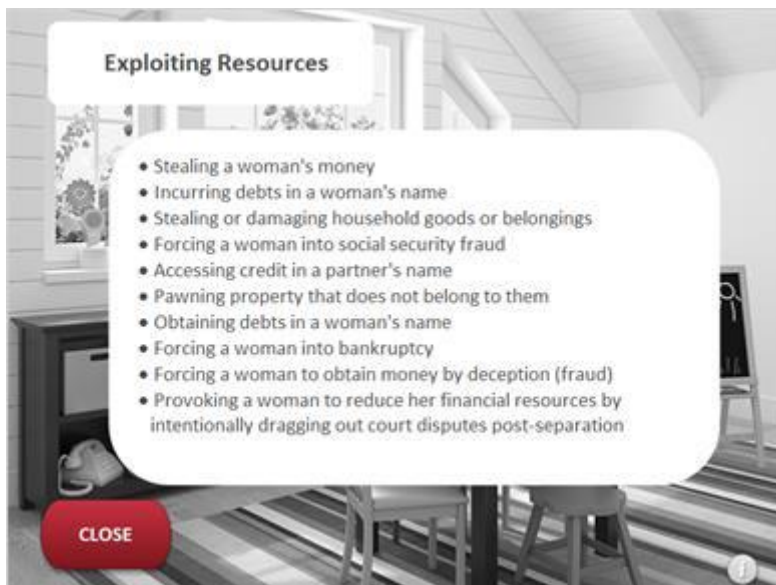 Exploiting Resources
• Stealing a woman's money
• Incurring debts in a woman's name
• Stealing or damaging household goods or belongings
• Forcing a woman into social security fraud
• Accessing credit in a partner's name
• Pawning property that does not belong to them
• Obtaining debts in a woman's name
• Forcing a woman into bankruptcy
• Forcing a woman to obtain money by deception (fraud)
• Provoking a woman to reduce her financial resources by
intentionally dragging out court disputes post-separation
CLOSE
i